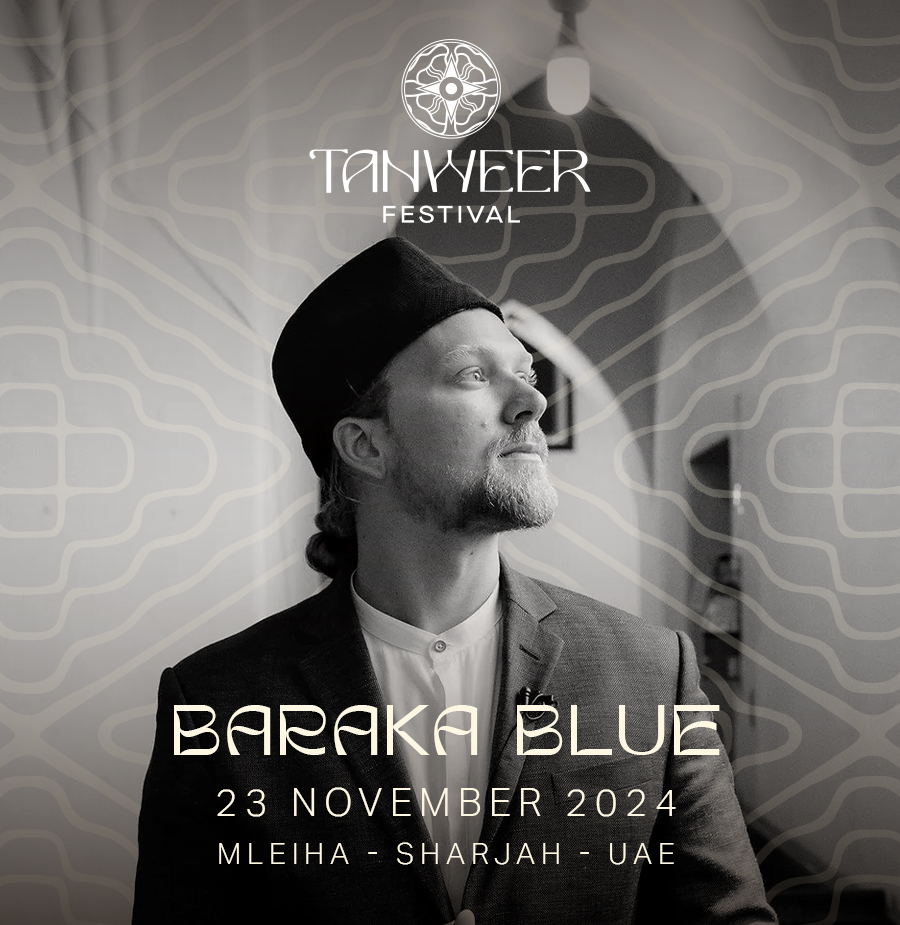 TANWEER
FESTIVAL
BARAKA BLUE
23 NOVEMBER 2024
MLEIHA - SHARJAH - UAE